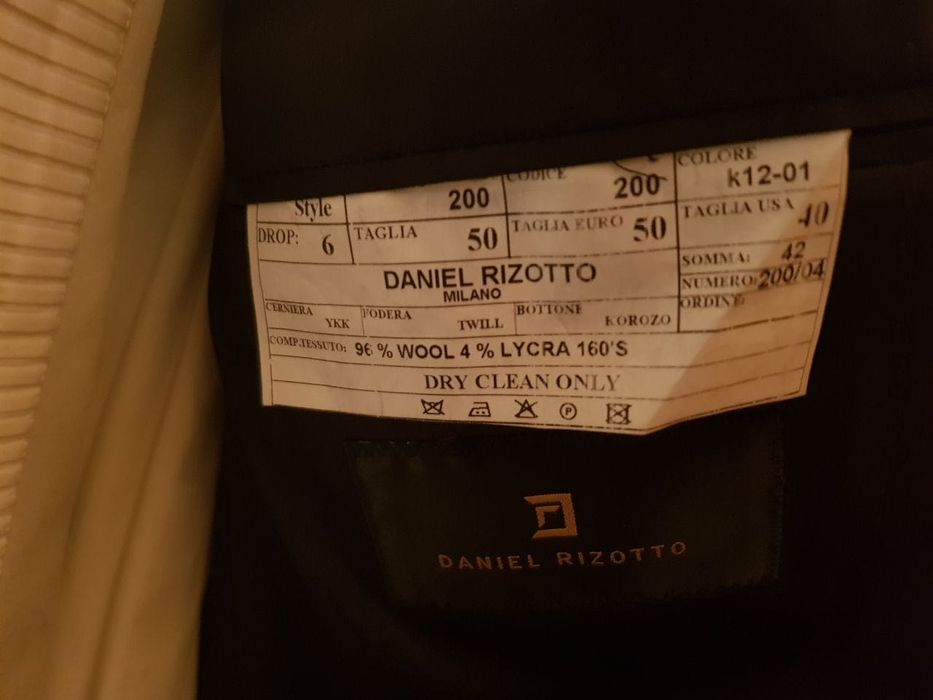 Style 200 CODICE 200 COLORE k12-01
DROP: 6 TAGLIA 50 TAGLIA EURO 50 TAGLIA USA 40
DANIEL RIZOTTO
MILANO
SOMMA: 42
NUMERO: 200/04
ORDINE
CERNIERA YKK FODERA TWILL BOTTONE KOROZO
COMP.TESSUTO: 96 % WOOL 4 % LYCRA 160'S
DRY CLEAN ONLY
P
DANIEL RIZOTTO